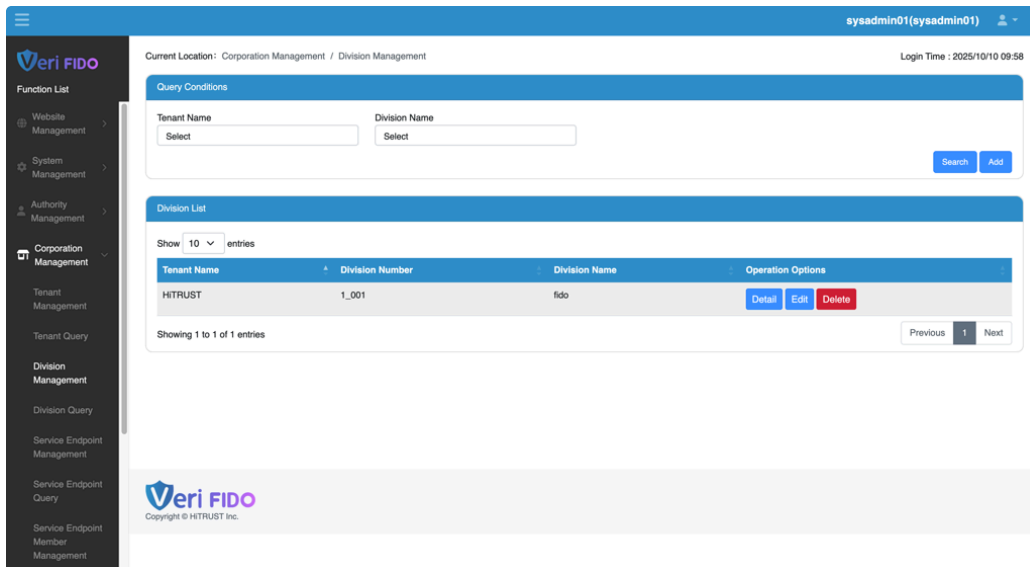 sysadmin01(sysadmin01)
Veri FIDO
Function List
Website
Management
System
Management
Authority
Management
Corporation
Management
Tenant
Management
Tenant Query
Division
Management
Division Query
Service Endpoint
Management
Service Endpoint
Query
Service Endpoint
Member
Management
Current Location: Corporation Management / Division Management
Login Time : 2025/10/10 09:58
Query Conditions
Tenant Name Division Name
Select Select
Search Add
Division List
Show 10 entries
Tenant Name Division Number Division Name Operation Options
HiTRUST 1_001 fido Detail Edit Delete
Showing 1 to 1 of 1 entries
Previous 1 Next
Veri FIDO
Copyright © HiTRUST Inc.